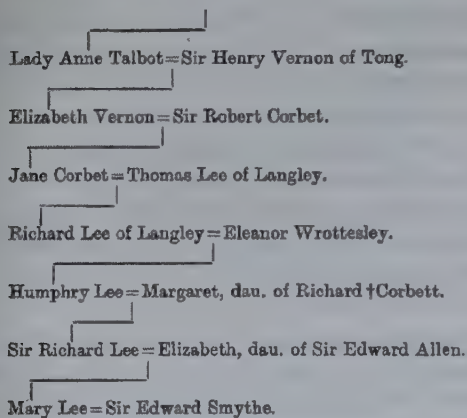 Lady Anne Talbot=Sir Henry Vernon of Tong.
Elizabeth Vernon=Sir Robert Corbet.
Jane Corbet=Thomas Lee of Langley.
Richard Lee of Langley=Eleanor Wrottesley.
Humphry Lee=Margaret, dau. of Richard †Corbett.
Sir Richard Lee=Elizabeth, dau. of Sir Edward Allen.
Mary Lee=Sir Edward Smythe.